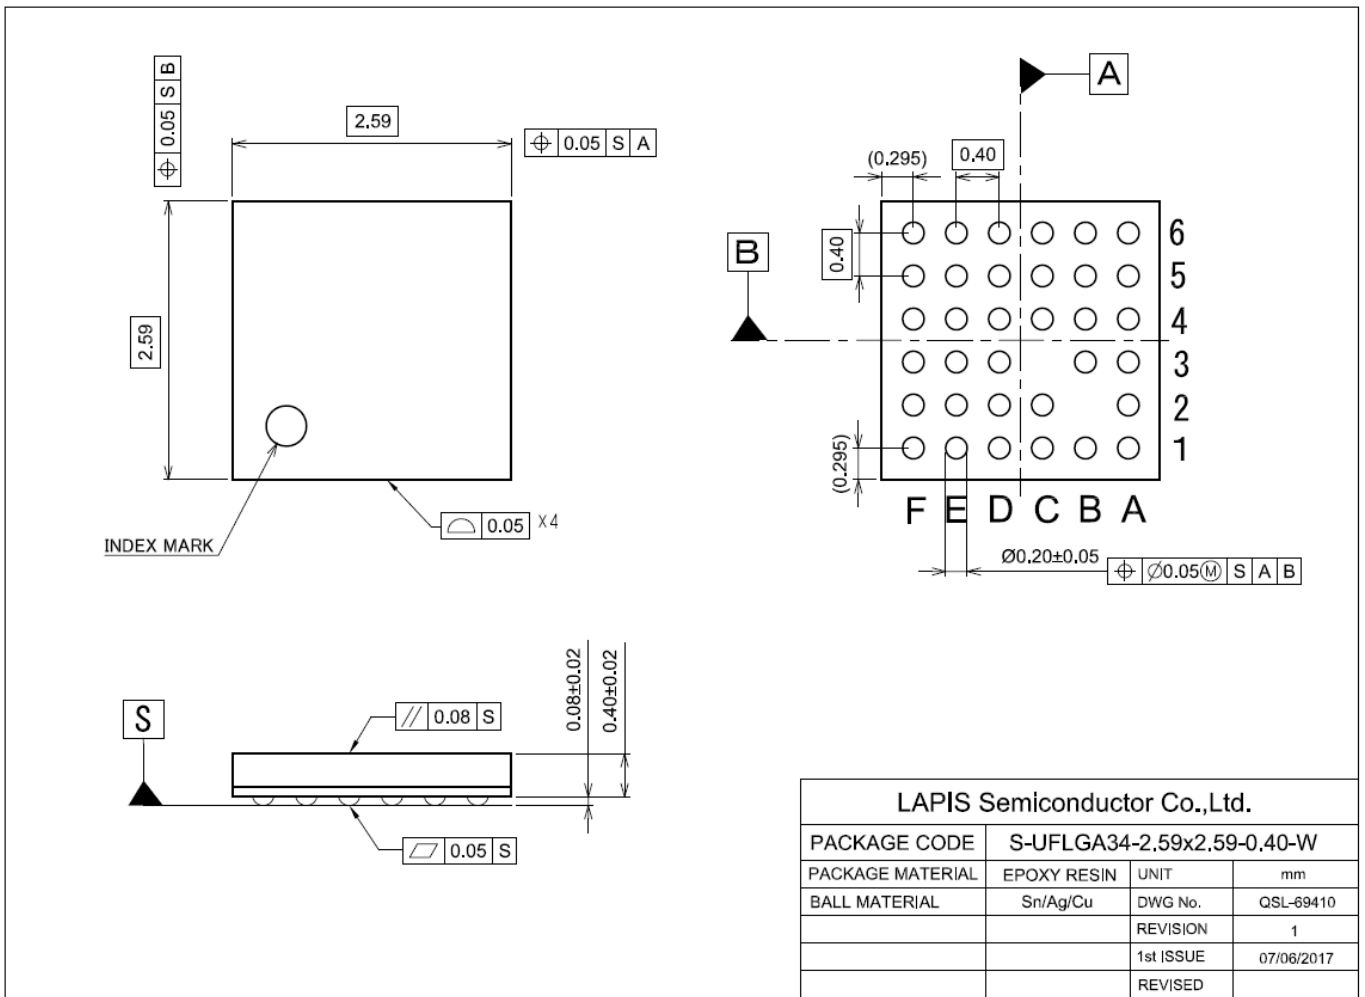 0.05 S B
2.59
0.05 S A
2.59
INDEX MARK
0.05 X4
A
(0.295)
0.40
B
0.40
6
5
4
3
2
1
(0.295)
F E D C B A
Ø0.20±0.05
Ø0.05Ⓜ S A B
S
// 0.08 S
0.08±0.02
0.40±0.02
0.05 S
LAPIS Semiconductor Co.,Ltd.
PACKAGE CODE S-UFLGA34-2.59x2.59-0.40-W
PACKAGE MATERIAL EPOXY RESIN UNIT mm
BALL MATERIAL Sn/Ag/Cu DWG No. QSL-69410
REVISION 1
1st ISSUE 07/06/2017
REVISED